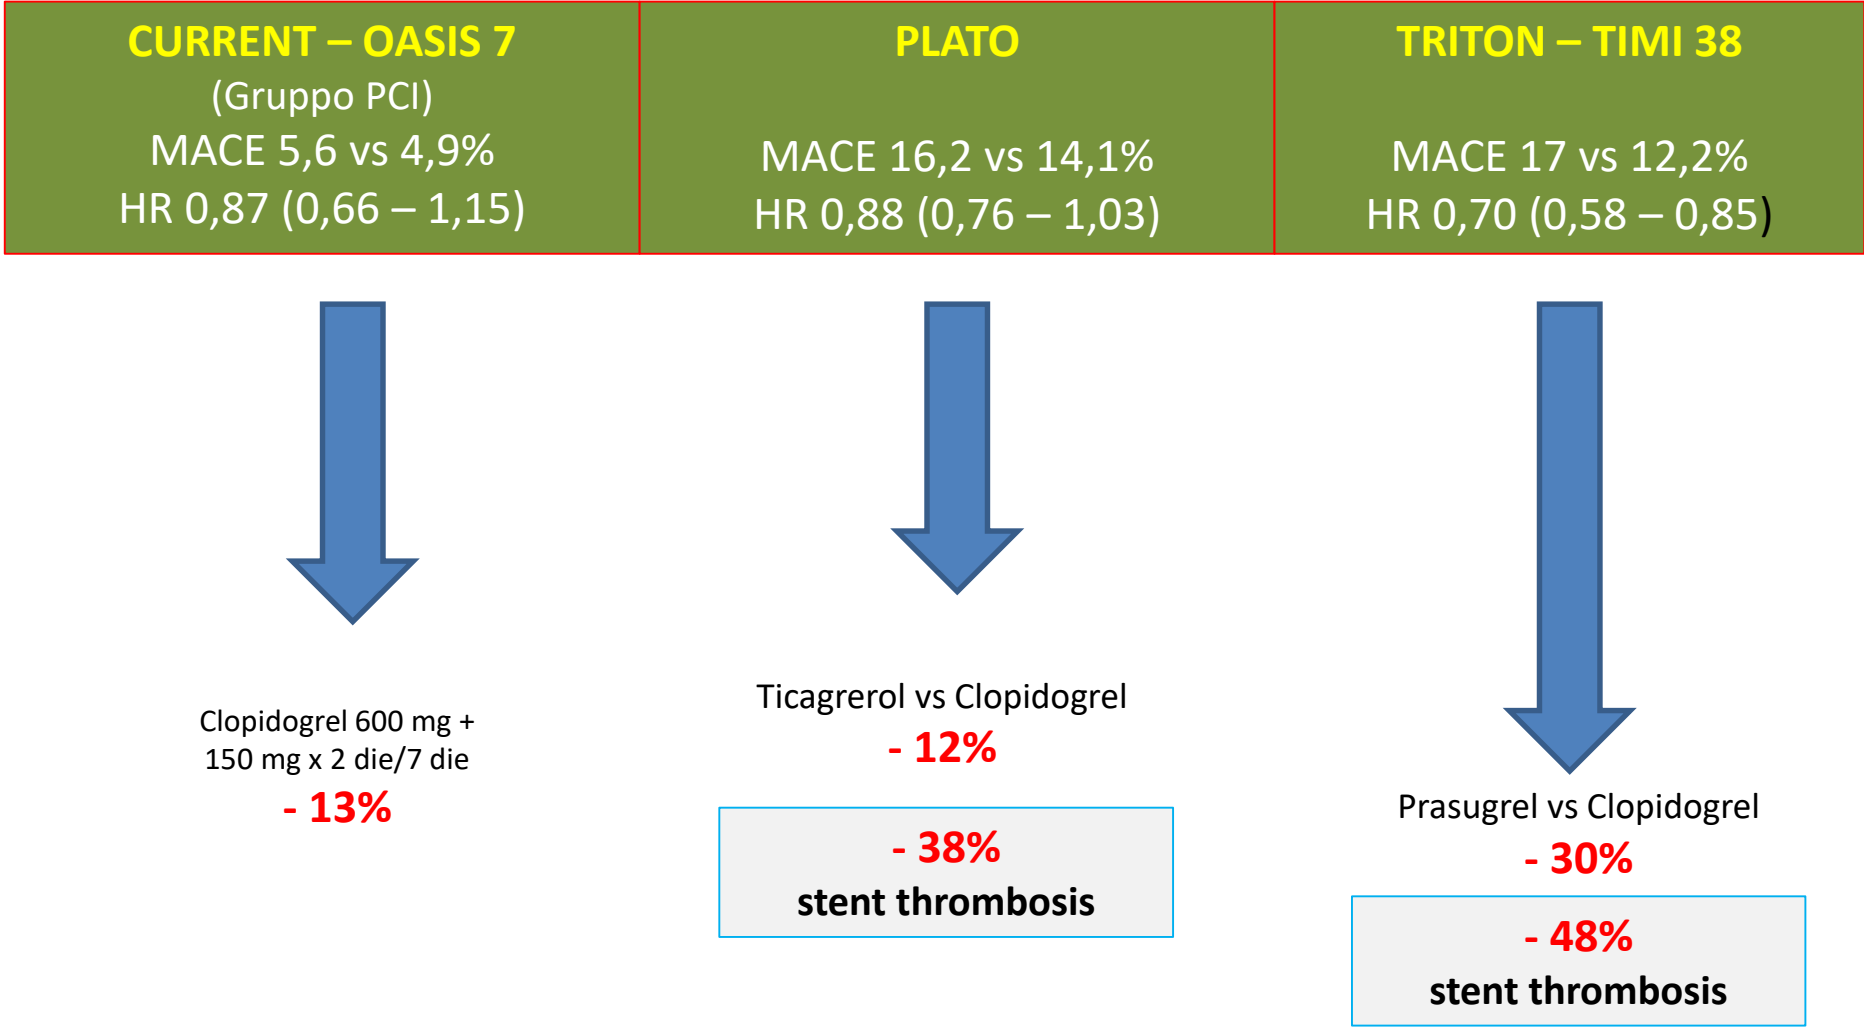 CURRENT – OASIS 7
(Gruppo PCI)
MACE 5,6 vs 4,9%
HR 0,87 (0,66 – 1,15)
PLATO
MACE 16,2 vs 14,1%
HR 0,88 (0,76 – 1,03)
TRITON – TIMI 38
MACE 17 vs 12,2%
HR 0,70 (0,58 – 0,85)
Clopidogrel 600 mg +
150 mg x 2 die/7 die
- 13%
Ticagrerol vs Clopidogrel
- 12%
- 38%
stent thrombosis
Prasugrel vs Clopidogrel
- 30%
- 48%
stent thrombosis